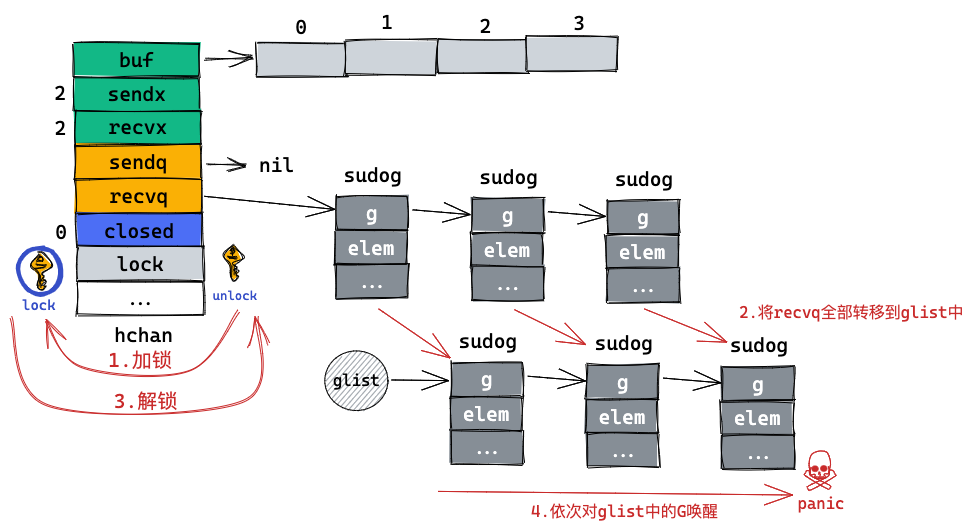 0 1 2 3
buf
2 sendx
2 recvx
sendq nil
recvq
0 closed
lock
...
hchan
lock
unlock
1.加锁
3.解锁
sudog sudog sudog
g g g
elem elem elem
... ... ...
2.将recvq全部转移到glist中
sudog sudog sudog
glist
g g g
elem elem elem
... ... ...
4.依次对glist中的G唤醒
panic